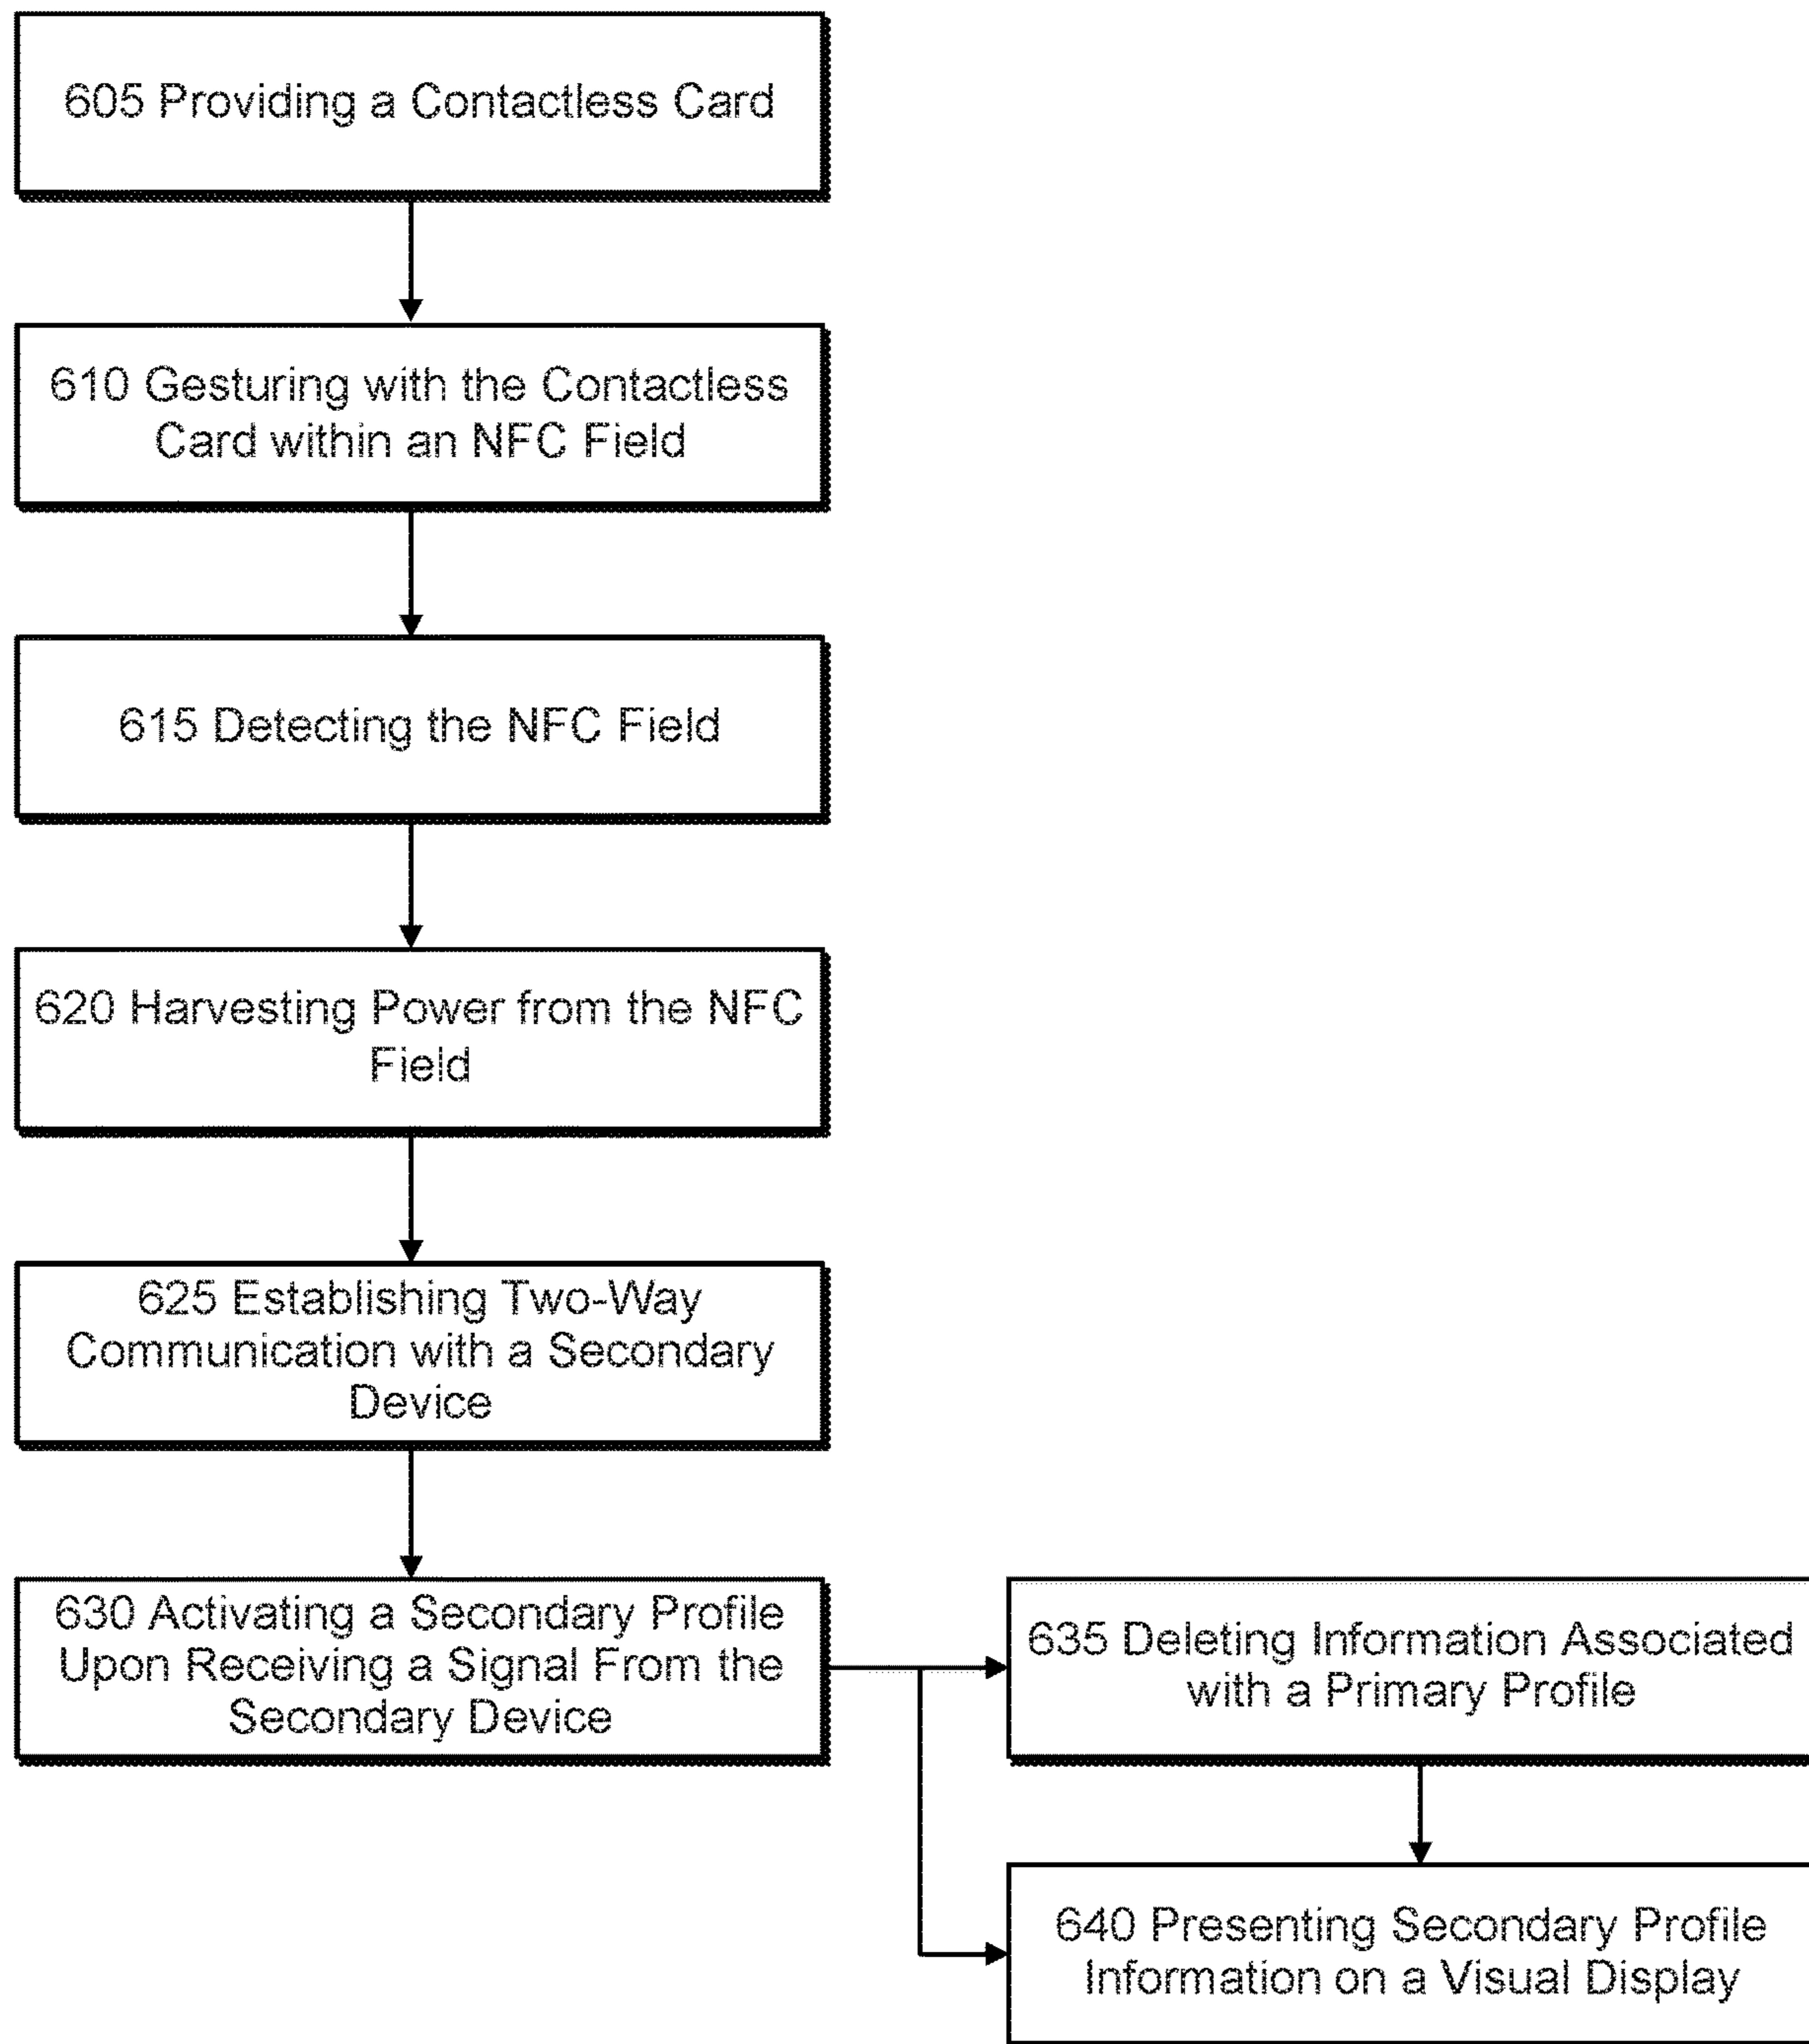 605 Providing a Contactless Card
610 Gesturing with the Contactless
Card within an NFC Field
615 Detecting the NFC Field
620 Harvesting Power from the NFC
Field
625 Establishing Two-Way
Communication with a Secondary
Device
630 Activating a Secondary Profile
Upon Receiving a Signal From the
Secondary Device
635 Deleting Information Associated
with a Primary Profile
640 Presenting Secondary Profile
Information on a Visual Display